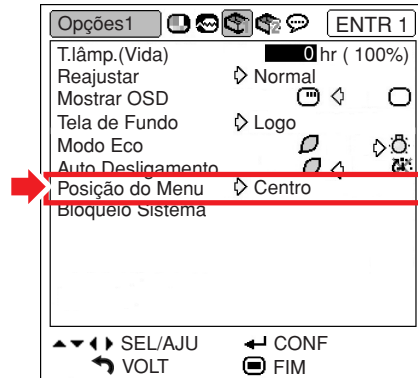 Opções1 ENTR 1
T.lâmp.(Vida) 0 hr ( 100%)
Reajustar Normal
Mostrar OSD
Tela de Fundo Logo
Modo Eco
Auto Desligamento
Posição do Menu Centro
Bloqueio Sistema
SEL/AJU CONF
VOLT FIM